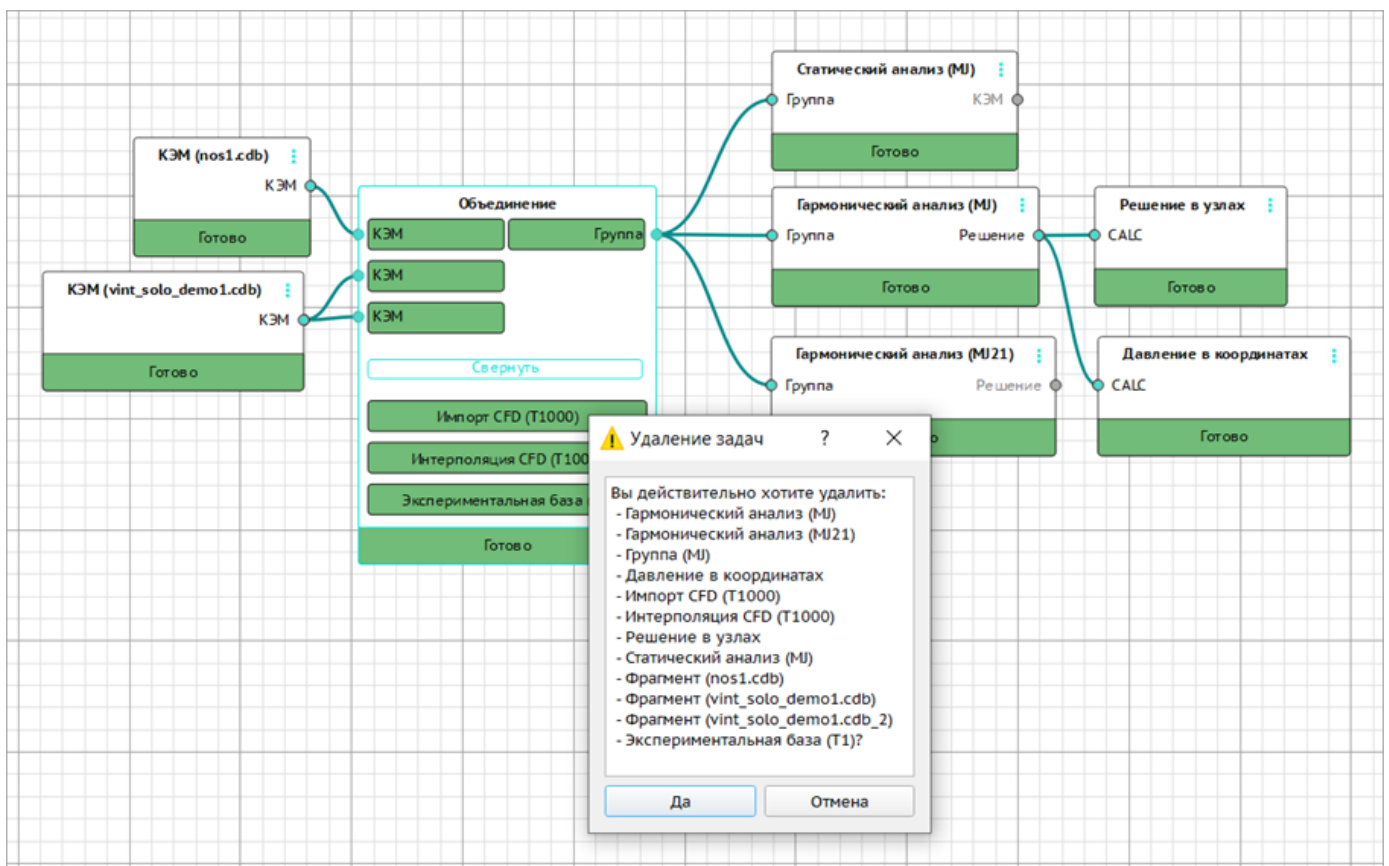 Статический анализ (MJ)
Группа КЭМ
Готово
КЭМ (nos1.cdb)
КЭМ
Готово
КЭМ (vint_solo_demo1.cdb)
КЭМ
Готово
Объединение
КЭМ Группа
КЭМ
КЭМ
Свернуть
Импорт CFD (T1000)
Интерполяция CFD (T100
Экспериментальная база
Готово
Гармонический анализ (MJ)
Группа Решение
Готово
Решение в узлах
CALC
Готово
Гармонический анализ (MJ21)
Группа Решение
Давление в координатах
CALC
Готово
Удаление задач ?
Вы действительно хотите удалить:
- Гармонический анализ (MJ)
- Гармонический анализ (MJ21)
- Группа (MJ)
- Давление в координатах
- Импорт CFD (T1000)
- Интерполяция CFD (T1000)
- Решение в узлах
- Статический анализ (MJ)
- Фрагмент (nos1.cdb)
- Фрагмент (vint_solo_demo1.cdb)
- Фрагмент (vint_solo_demo1.cdb_2)
- Экспериментальная база (T1)?
Да Отмена